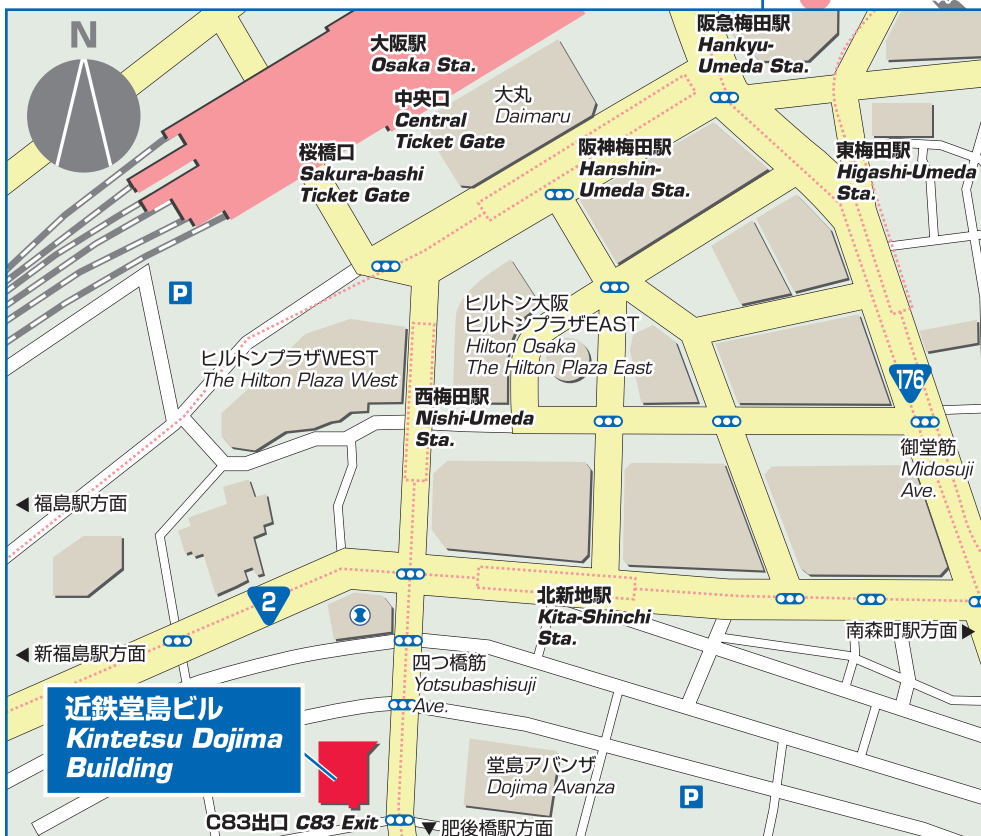 N
大阪駅
Osaka Sta.
阪急梅田駅
Hankyu-
Umeda Sta.
中央口
Central
Ticket Gate
大丸
Daimaru
桜橋口
Sakura-bashi
Ticket Gate
阪神梅田駅
Hanshin-
Umeda Sta.
東梅田駅
Higashi-Umeda
Sta.
P
ヒルトン大阪
ヒルトンプラザEAST
Hilton Osaka
The Hilton Plaza East
ヒルトンプラザWEST
The Hilton Plaza West
176
西梅田駅
Nishi-Umeda
Sta.
御堂筋
Midosuji
Ave.
◀福島駅方面
2
北新地駅
Kita-Shinchi
Sta.
南森町駅方面▶
◀新福島駅方面
四つ橋筋
Yotsubashisuji
Ave.
近鉄堂島ビル
Kintetsu Dojima
Building
堂島アバンザ
Dojima Avanza
P
C83出口 C83 Exit
▼肥後橋駅方面